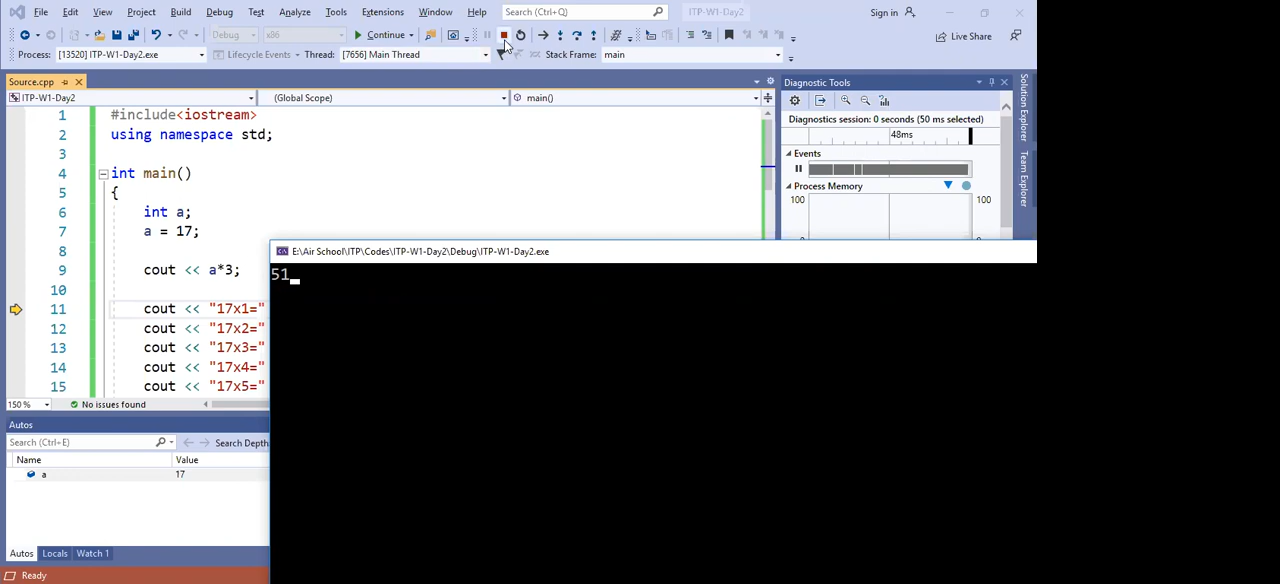 File Edit View Project Build Debug Test Analyze Tools Extensions Window Help Search (Ctrl+Q) ITP-W1-Day2 Sign in
Debug x86 Continue Live Share
Process: [13520] ITP-W1-Day2.exe Lifecycle Events Thread: [7656] Main Thread Stack Frame: main
Source.cpp
ITP-W1-Day2 (Global Scope) main()
1 #include<iostream>
2 using namespace std;
3
4 int main()
5 {
6 int a;
7 a = 17;
8
9 cout << a*3;
10
11 cout << "17x1="
12 cout << "17x2="
13 cout << "17x3="
14 cout << "17x4="
15 cout << "17x5="
150 % No issues found
Diagnostic Tools
Diagnostics session: 0 seconds (50 ms selected)
48ms
Events
Process Memory
100 100
0 0
Solution Explorer
Team Explorer
E:\Air School\ITP\Codes\ITP-W1-Day2\Debug\ITP-W1-Day2.exe
51
Autos
Search (Ctrl+E) Search Depth:
Name Value
a 17
Autos Locals Watch 1
Ready